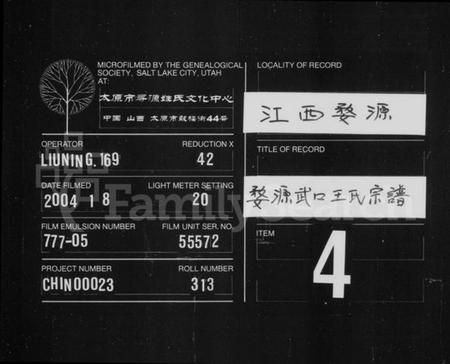 MICROFILMED BY THE GENEALOGICAL
SOCIETY, SALT LAKE CITY, UTAH
AT:
太原市寻源姓氏文化中心
中国 山西 太原市鼓楼街44号
OPERATOR
REDUCTION X
LIUNING.169
42
DATE FILMED
LIGHT METER SETTING
2004 1 8
20
FILM EMULSION NUMBER
FILM UNIT SER. NO.
777-05
55572
PROJECT NUMBER
ROLL NUMBER
CHIN00023
313
LOCALITY OF RECORD
江西婺源
TITLE OF RECORD
婺源武口王氏宗譜
ITEM
4
FamilySearch